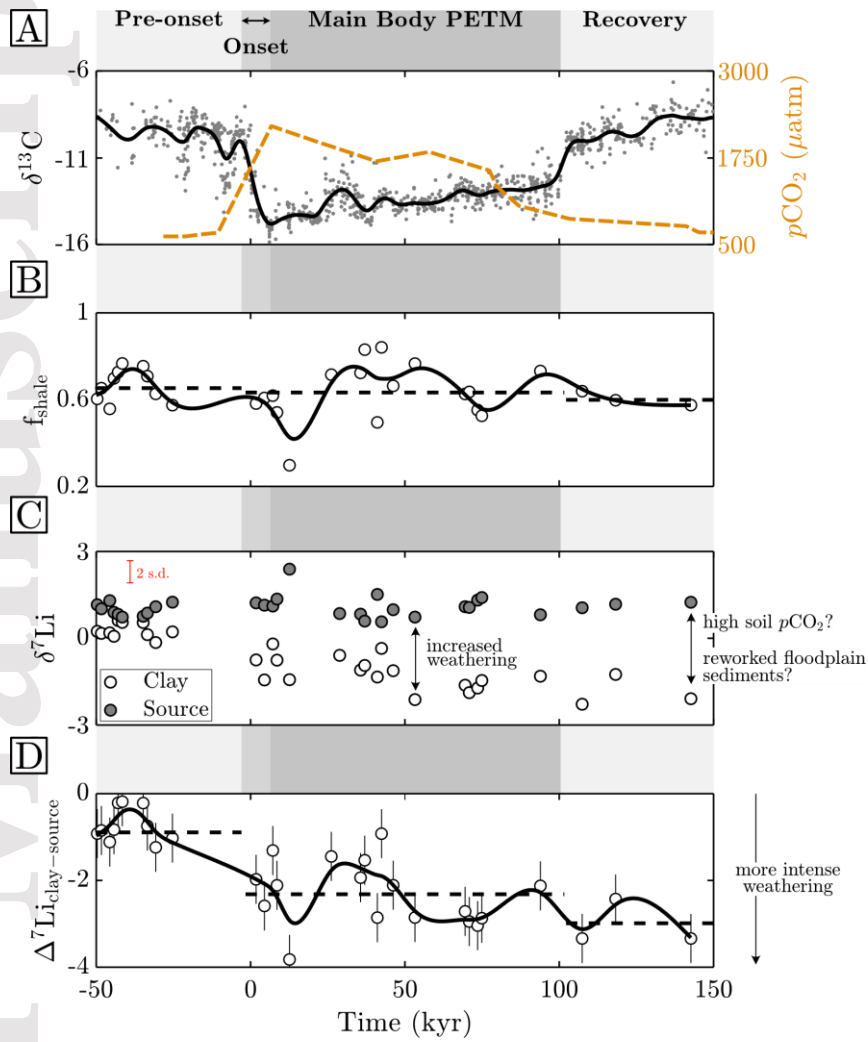 A
Pre-onset
Main Body PETM
Recovery
Onset
-6
-11
-16
δ¹³C
3000
1750
500
pCO₂ (μatm)
B
1
0.6
0.2
f_shale
C
3
0
-3
δ⁷Li
2 s.d.
Clay
Source
increased
weathering
high soil pCO₂?
reworked floodplain
sediments?
D
0
-2
-4
Δ⁷Li_clay−source
more intense
weathering
-50
0
50
100
150
Time (kyr)